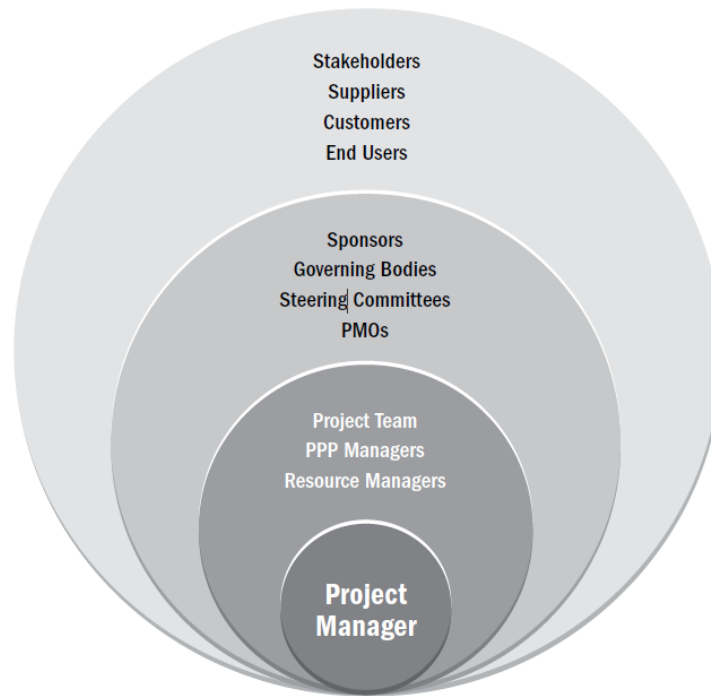 Stakeholders
Suppliers
Customers
End Users
Sponsors
Governing Bodies
Steering Committees
PMOs
Project Team
PPP Managers
Resource Managers
Project
Manager